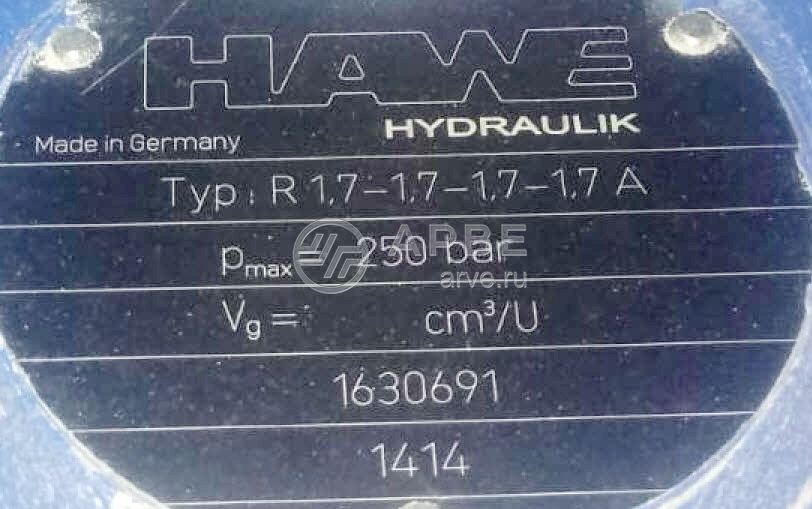 HAWE
HYDRAULIK
Made in Germany
Typ: R 1,7-1,7-1,7-1,7 A
pmax= 250 bar
АРВЕ
arve.ru
Vg=: cm³/U
1630691
1414